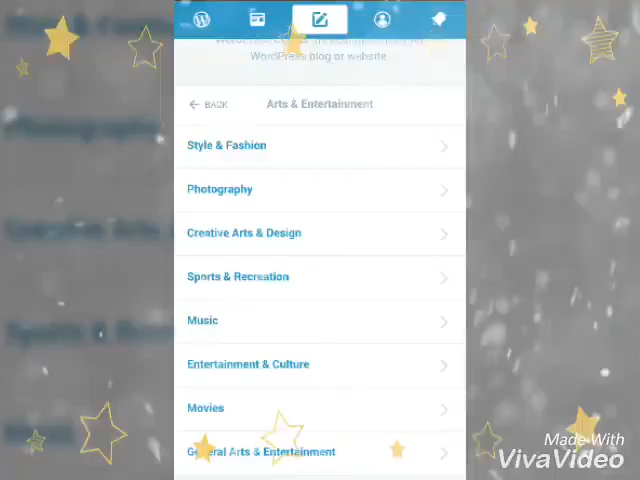 WordPress blog or website
BACK
Arts & Entertainment
Style & Fashion
Photography
Creative Arts & Design
Sports & Recreation
Music
Entertainment & Culture
Movies
General Arts & Entertainment
Made With
VivaVideo